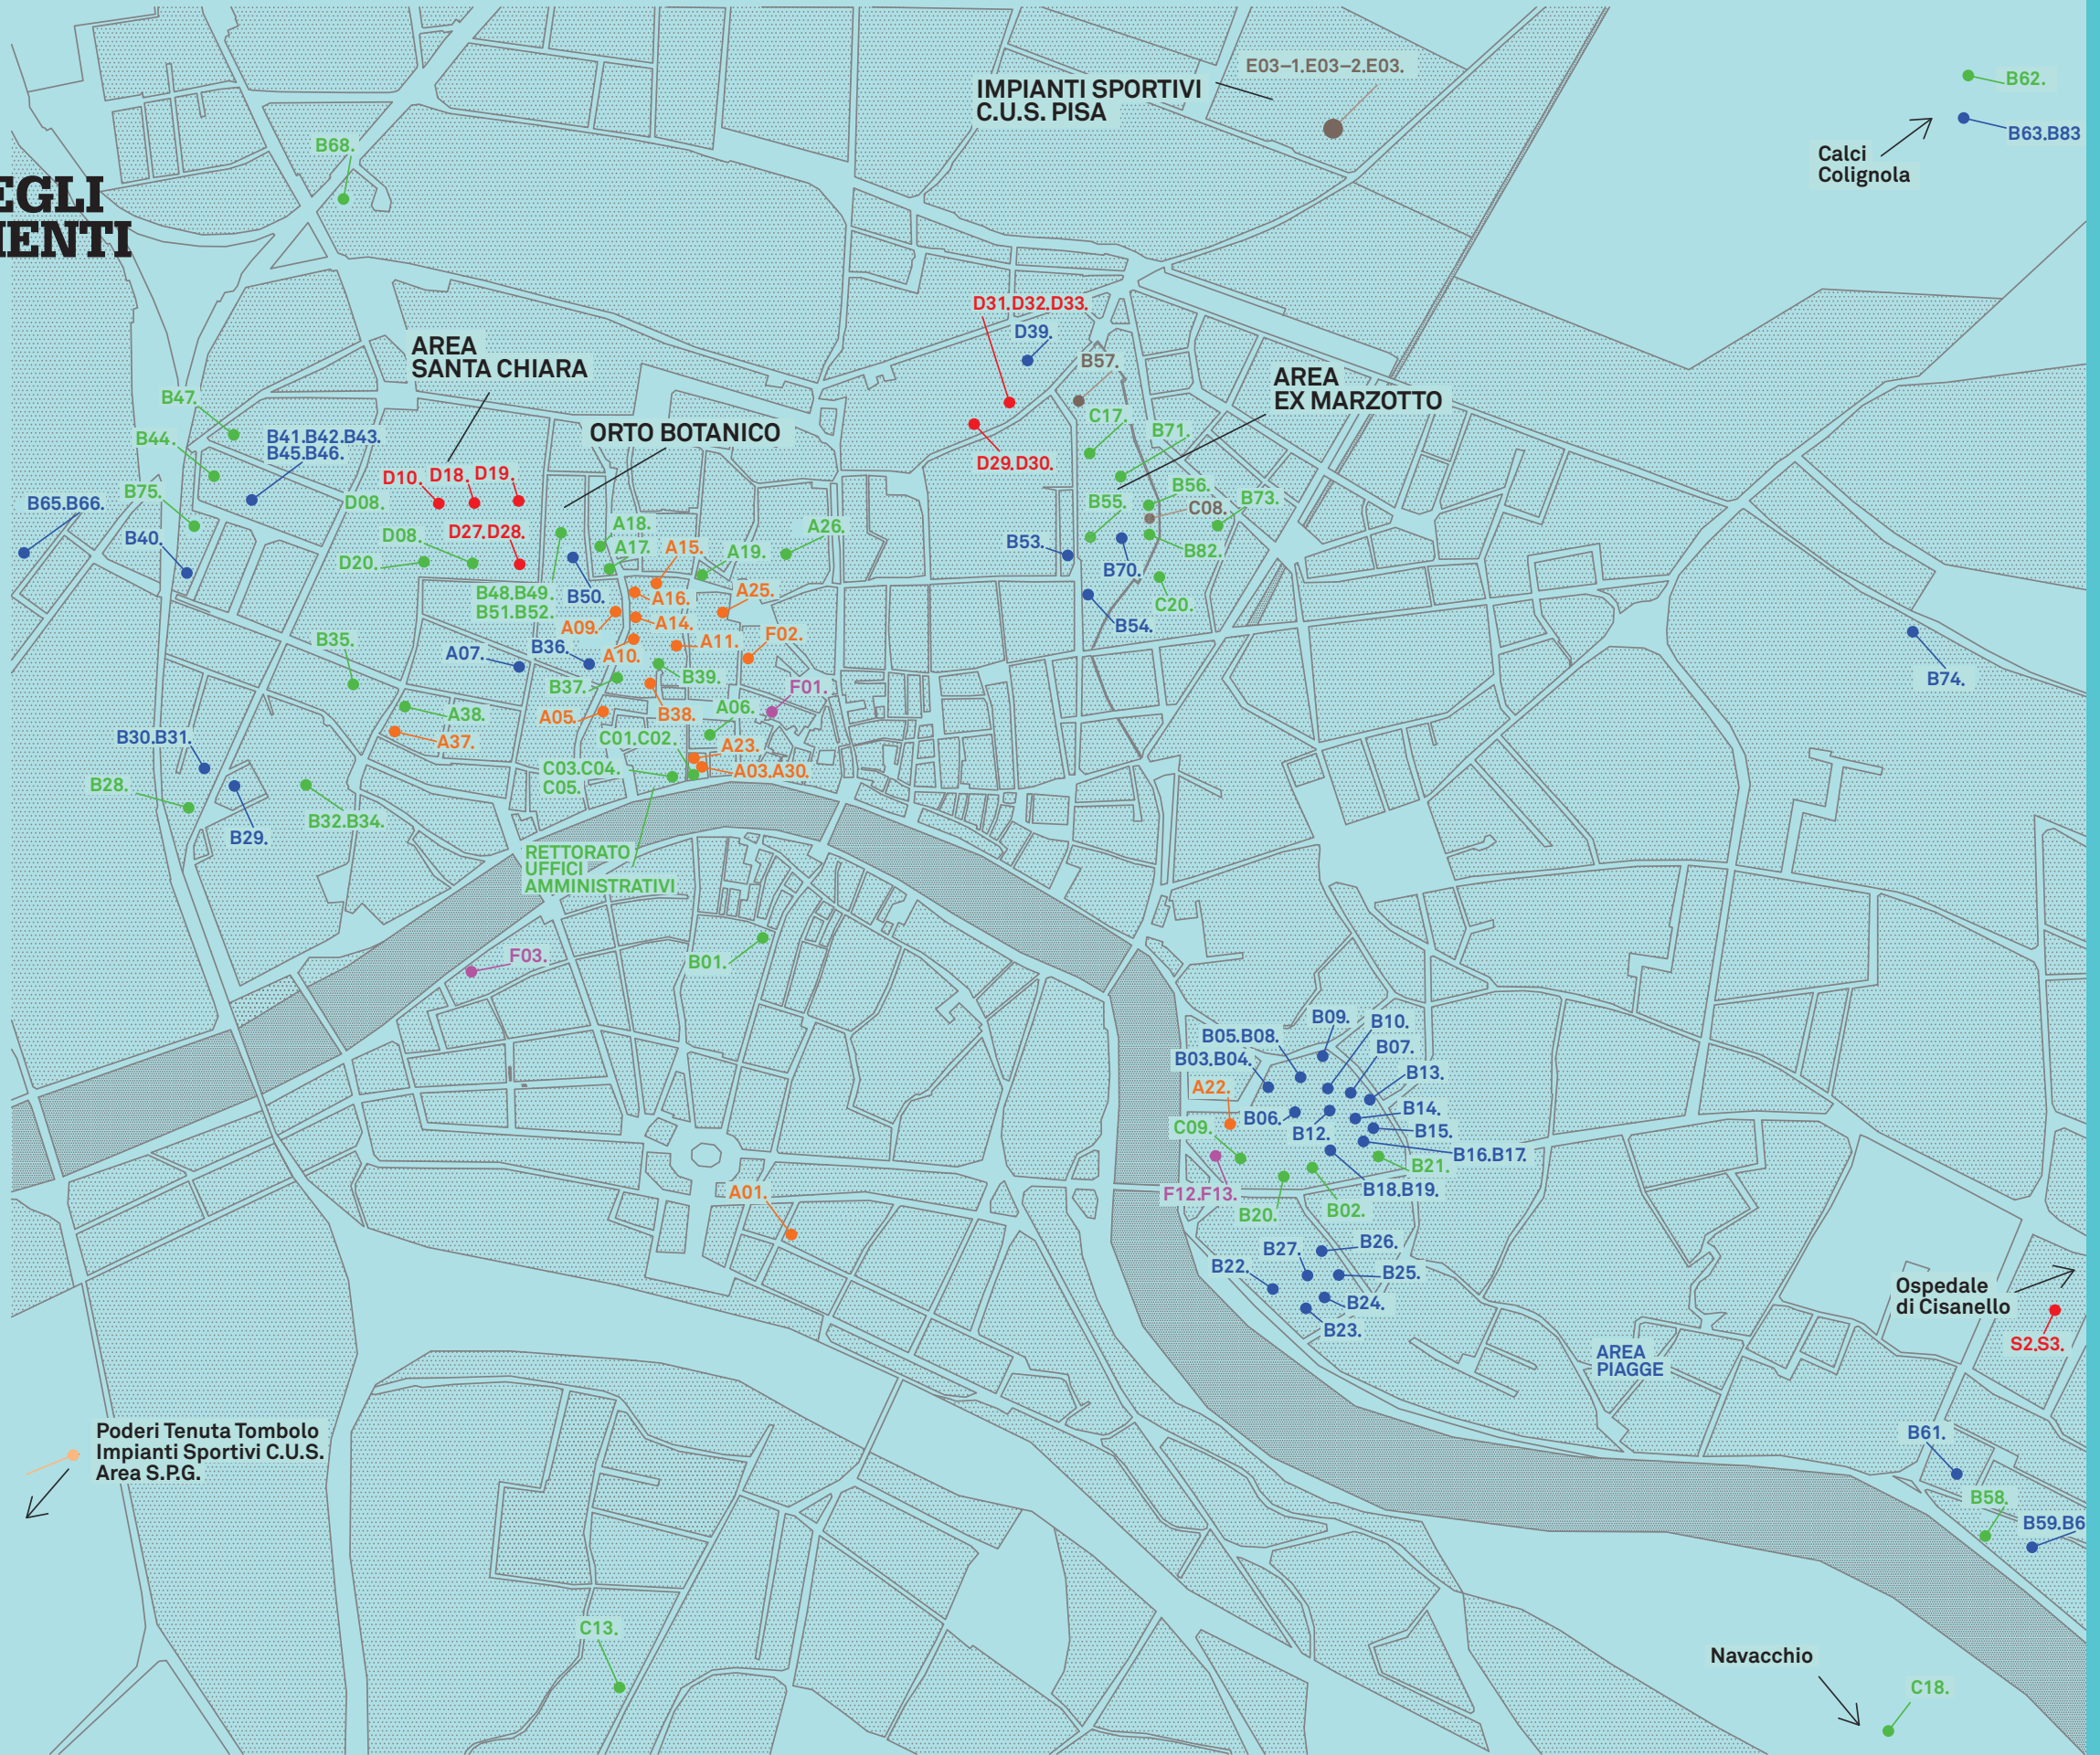 EGLI
IENTI
IMPIANTI SPORTIVI
C.U.S. PISA
E03–1.E03–2.E03.
B62.
B63.B83
Calci
Colignola
B68.
D31.D32.D33.
D39.
B57.
AREA
SANTA CHIARA
AREA
EX MARZOTTO
B47.
B44.
B41.B42.B43.
B45.B46.
ORTO BOTANICO
C17.
B71.
D29.D30.
D10.
D18.
D19.
B75.
D08.
B65.B66.
B40.
D08.
D20.
D27.D28.
A18.
A17.
A15.
A19.
A26.
B55.
B56.
C08.
B73.
B53.
B70.
B82.
B48.B49.
B51.B52.
B50.
A16.
A25.
C20.
B54.
A09.
A14.
B35.
A07.
B36.
A10.
A11.
F02.
B74.
B37.
B39.
F01.
A38.
A05.
B38.
A06.
A37.
B30.B31.
C01.C02.
A23.
C03.C04.
C05.
A03.A30.
B28.
B29.
B32.B34.
RETTORATO
UFFICI
AMMINISTRATIVI
F03.
B01.
B09.
B10.
B05.B08.
B07.
B03.B04.
B13.
A22.
B14.
B06.
C09.
B12.
B15.
B16.B17.
B21.
F12.F13.
B18.B19.
B20.
B02.
A01.
B27.
B26.
B22.
B25.
B24.
B23.
Ospedale
di Cisanello
S2.S3.
AREA
PIAGGE
Poderi Tenuta Tombolo
Impianti Sportivi C.U.S.
Area S.P.G.
B61.
B58.
B59.B6
C13.
Navacchio
C18.